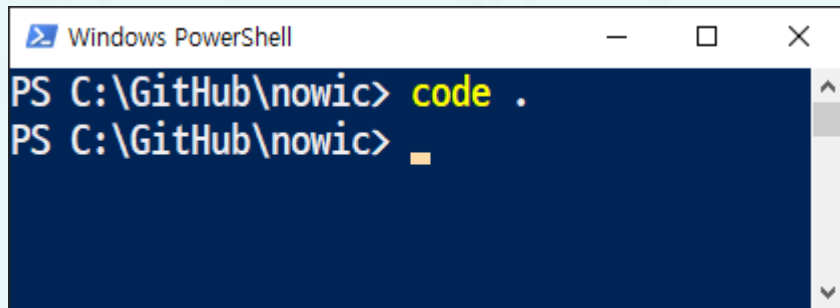 Windows PowerShell
PS C:\GitHub\nowic> code .
PS C:\GitHub\nowic>